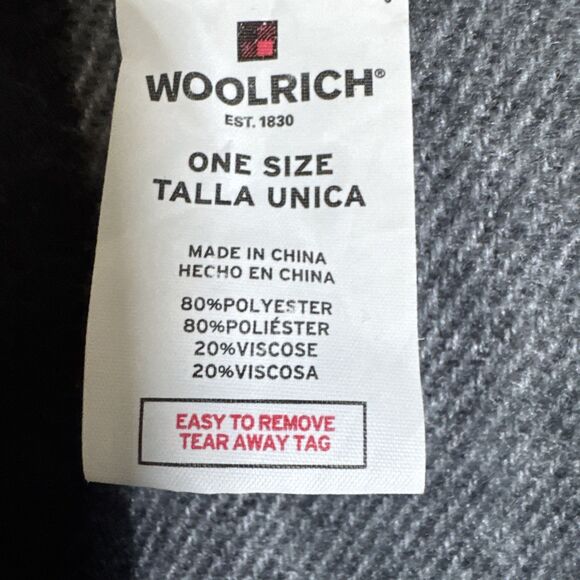 WOOLRICH®
EST. 1830
ONE SIZE
TALLA UNICA
MADE IN CHINA
HECHO EN CHINA
80%POLYESTER
80%POLIÉSTER
20%VISCOSE
20%VISCOSA
EASY TO REMOVE
TEAR AWAY TAG